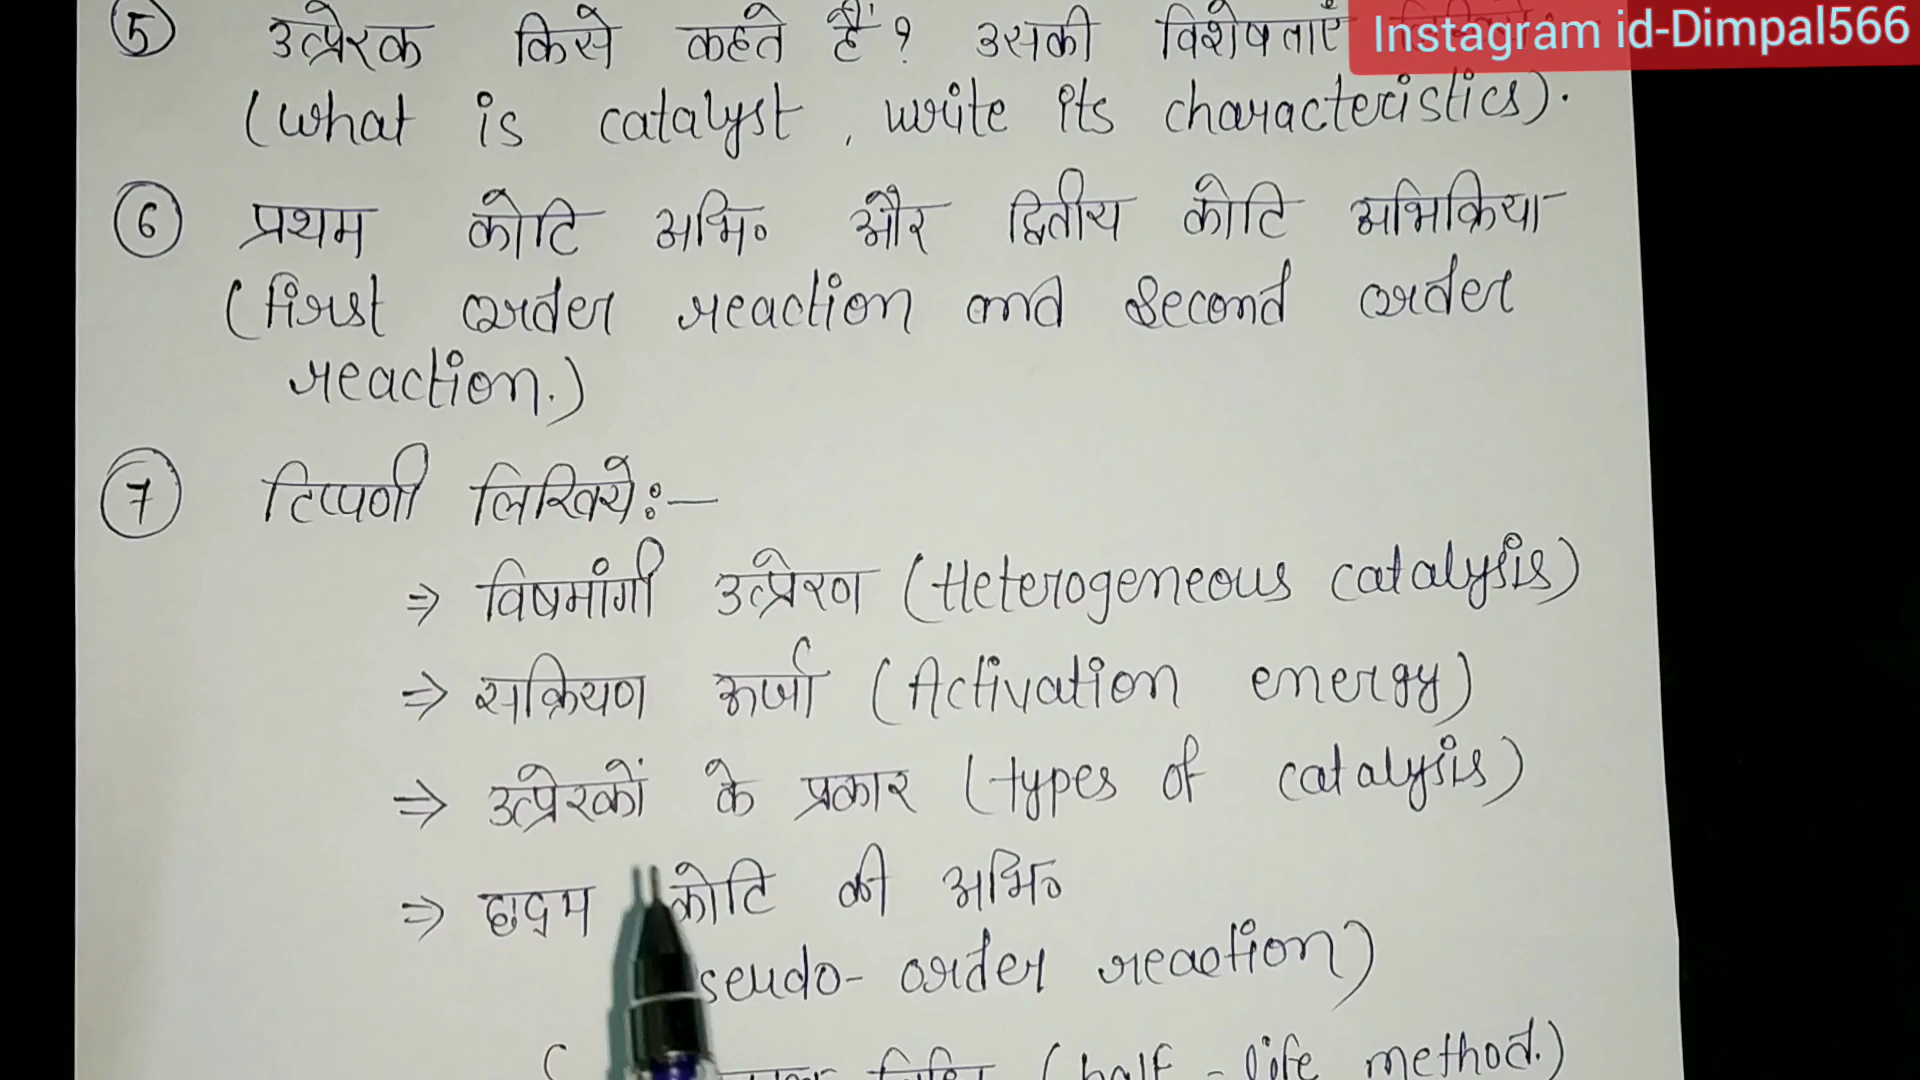 ⑤ उत्प्रेरक किसे कहते हैं? उसकी विशेषताएँ
Instagram id-Dimpal566
(what is catalyst, write its characteristics).
⑥ प्रथम कोटि अभि० और द्वितीय कोटि अभिक्रिया
(first order reaction and second order
reaction.)
⑦ टिप्पणी लिखिये:—
⇒ विषमांगी उत्प्रेरण (Heterogeneous catalysis)
⇒ सक्रियण ऊर्जा (Activation energy)
⇒ उत्प्रेरकों के प्रकार (types of catalysis)
⇒ छद्म कोटि की अभि०
seudo-order reaction)
(half-life method.)